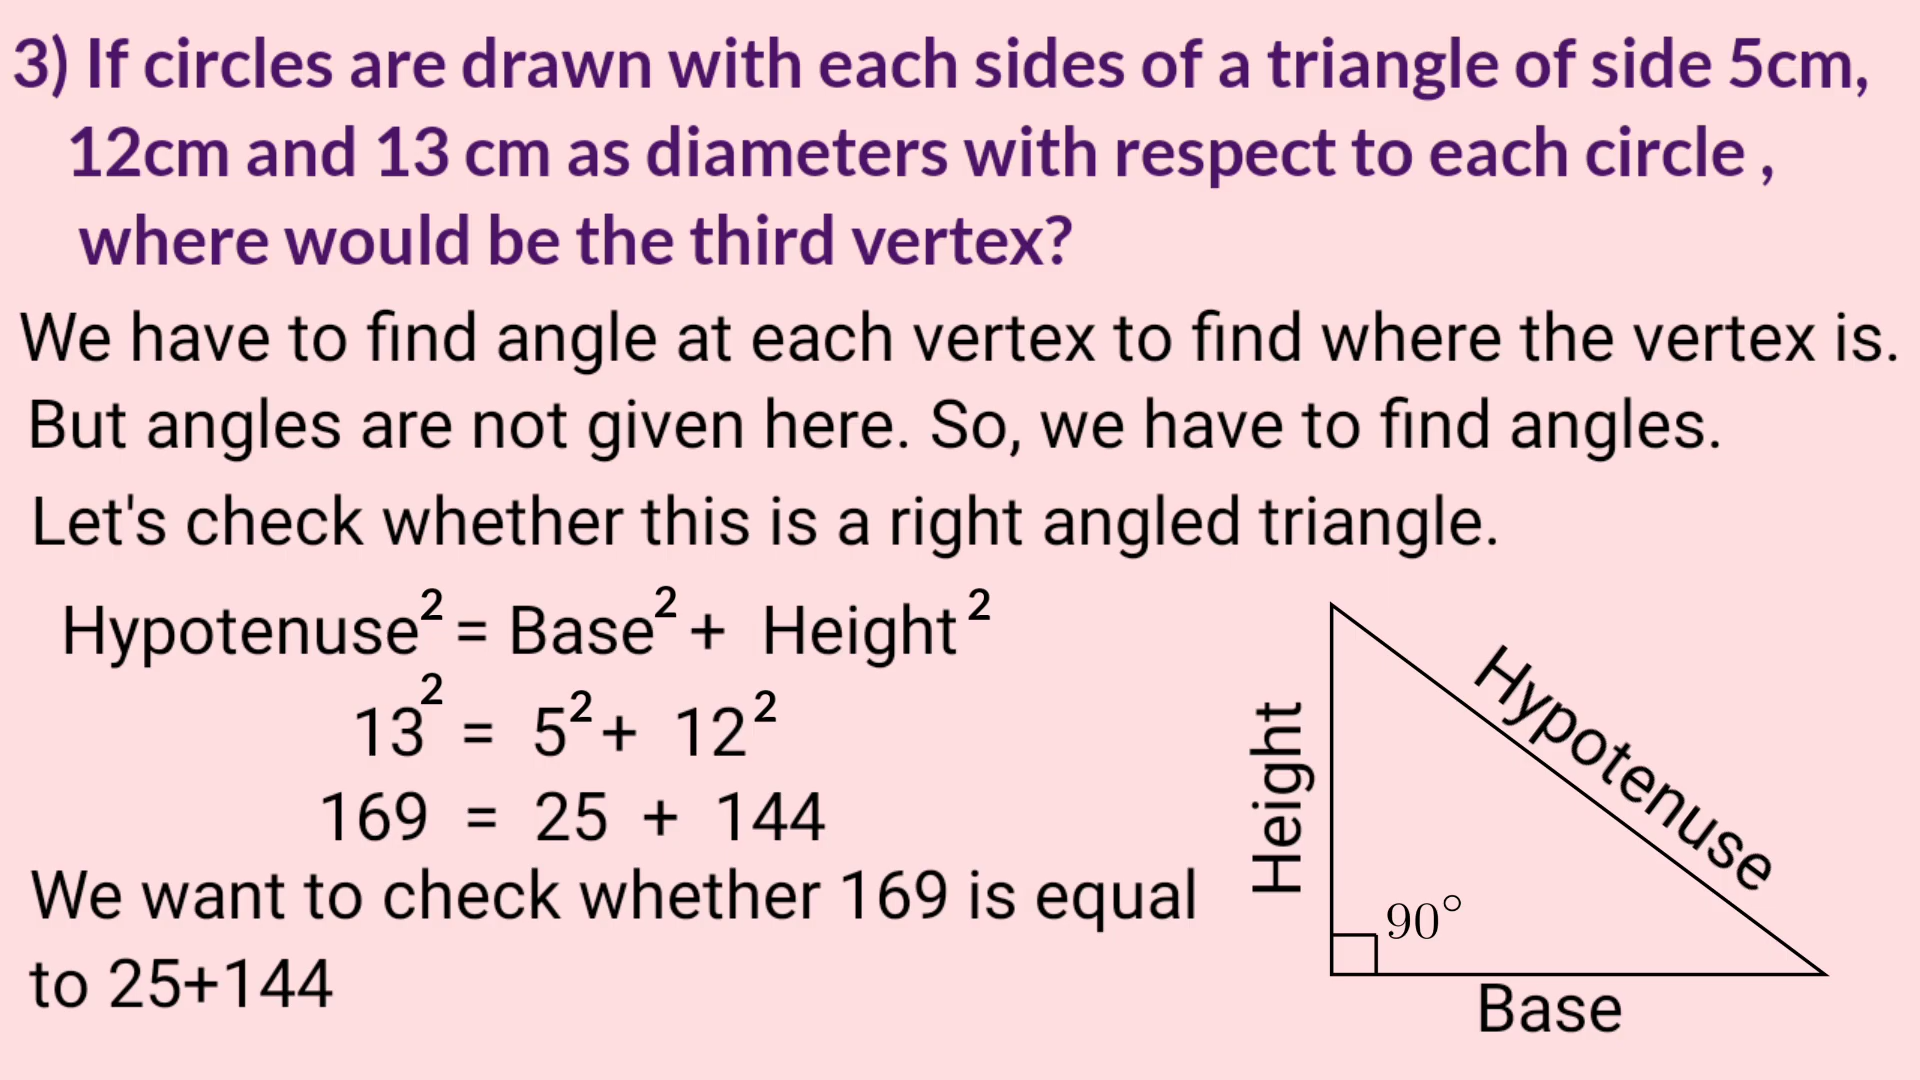 3) If circles are drawn with each sides of a triangle of side 5cm,
12cm and 13 cm as diameters with respect to each circle ,
where would be the third vertex?
We have to find angle at each vertex to find where the vertex is.
But angles are not given here. So, we have to find angles.
Let's check whether this is a right angled triangle.
Hypotenuse² = Base² + Height²
13² = 5² + 12²
169 = 25 + 144
We want to check whether 169 is equal
to 25+144
Height
Hypotenuse
90°
Base